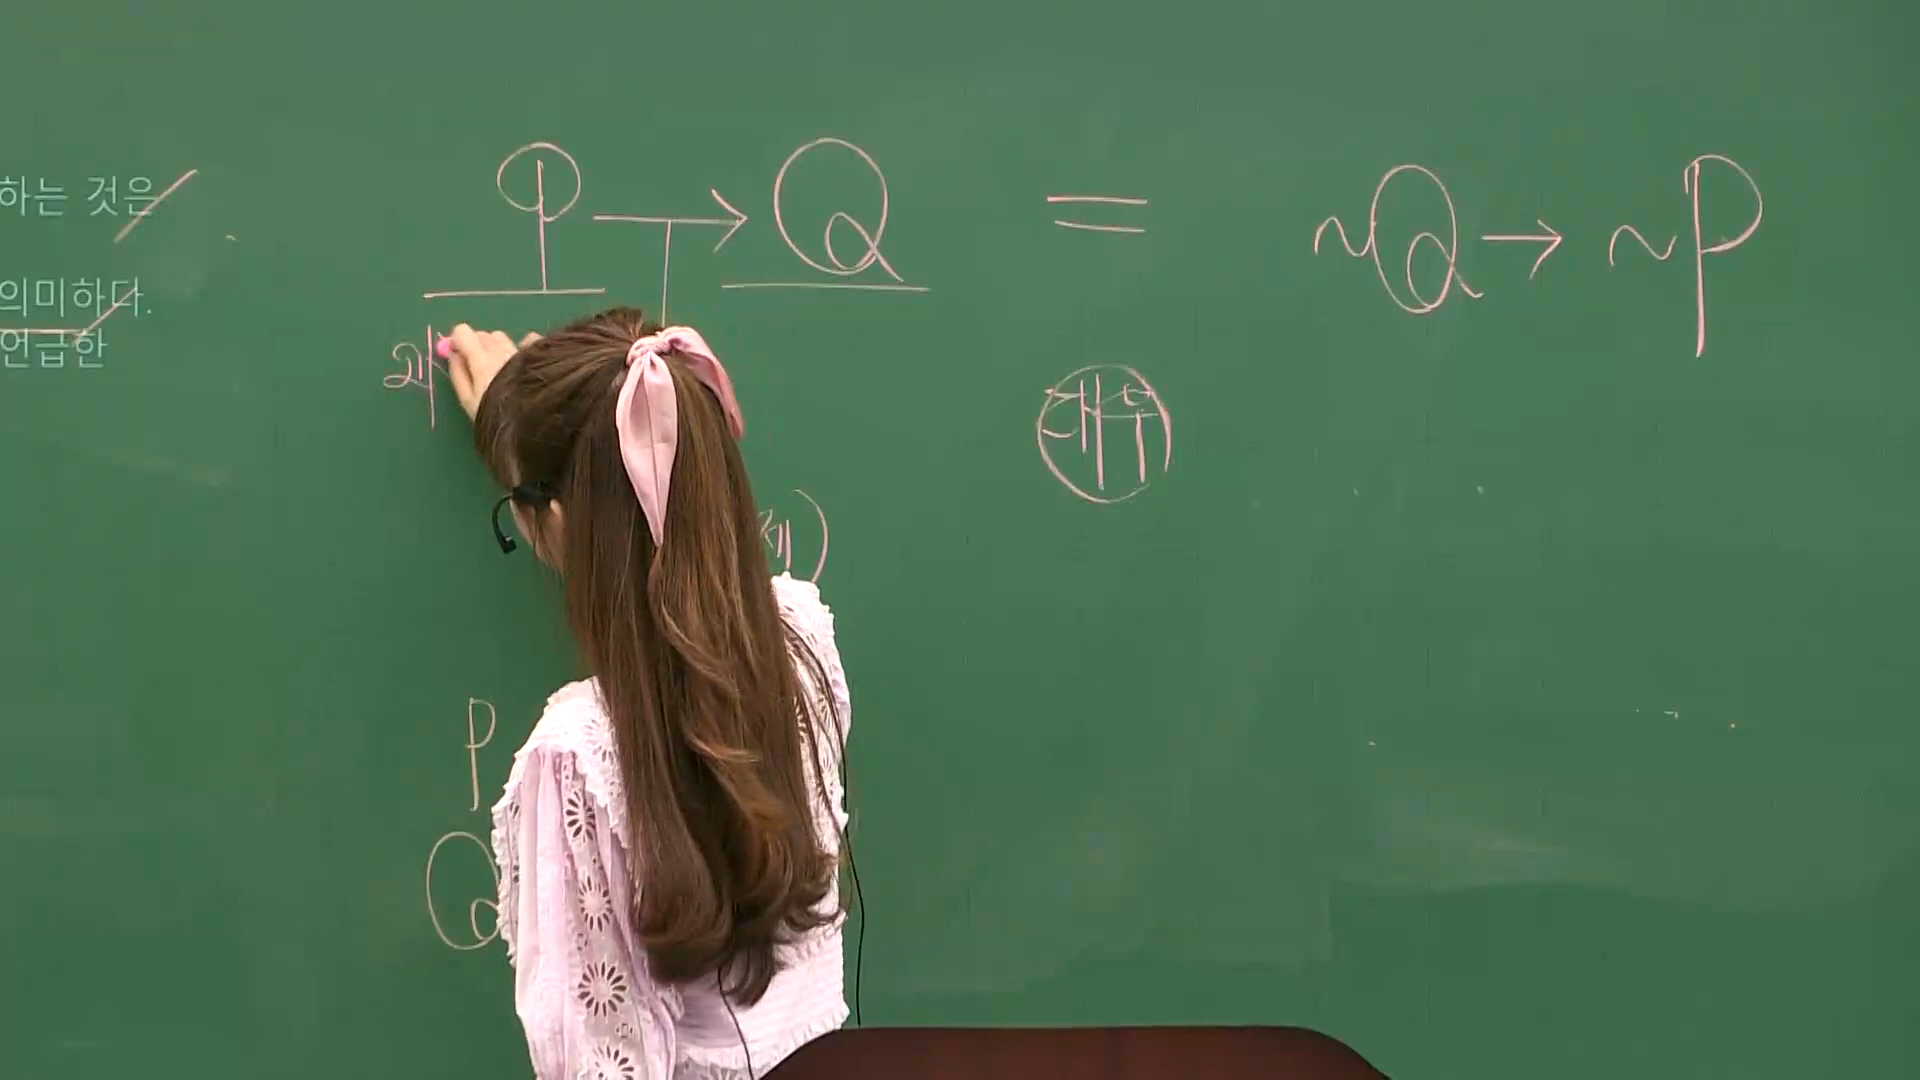 하는 것은
의미하다.
언급한
P → Q = ~Q → ~P
대우
P
Q